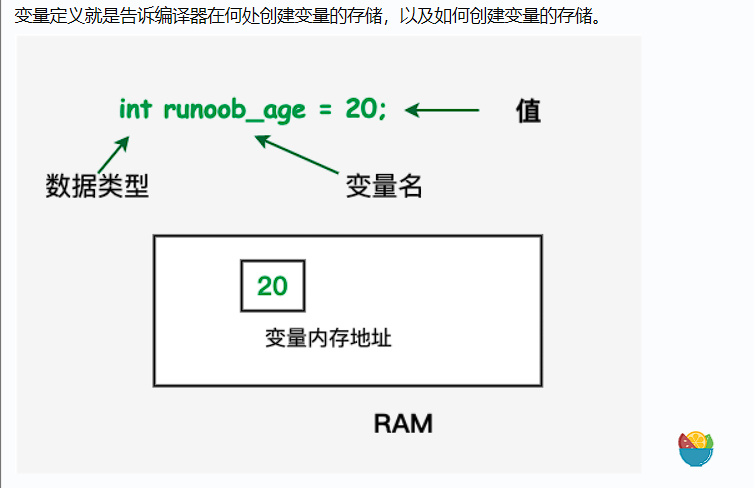 变量定义就是告诉编译器在何处创建变量的存储，以及如何创建变量的存储。
int runoob_age = 20;
值
数据类型
变量名
20
变量内存地址
RAM